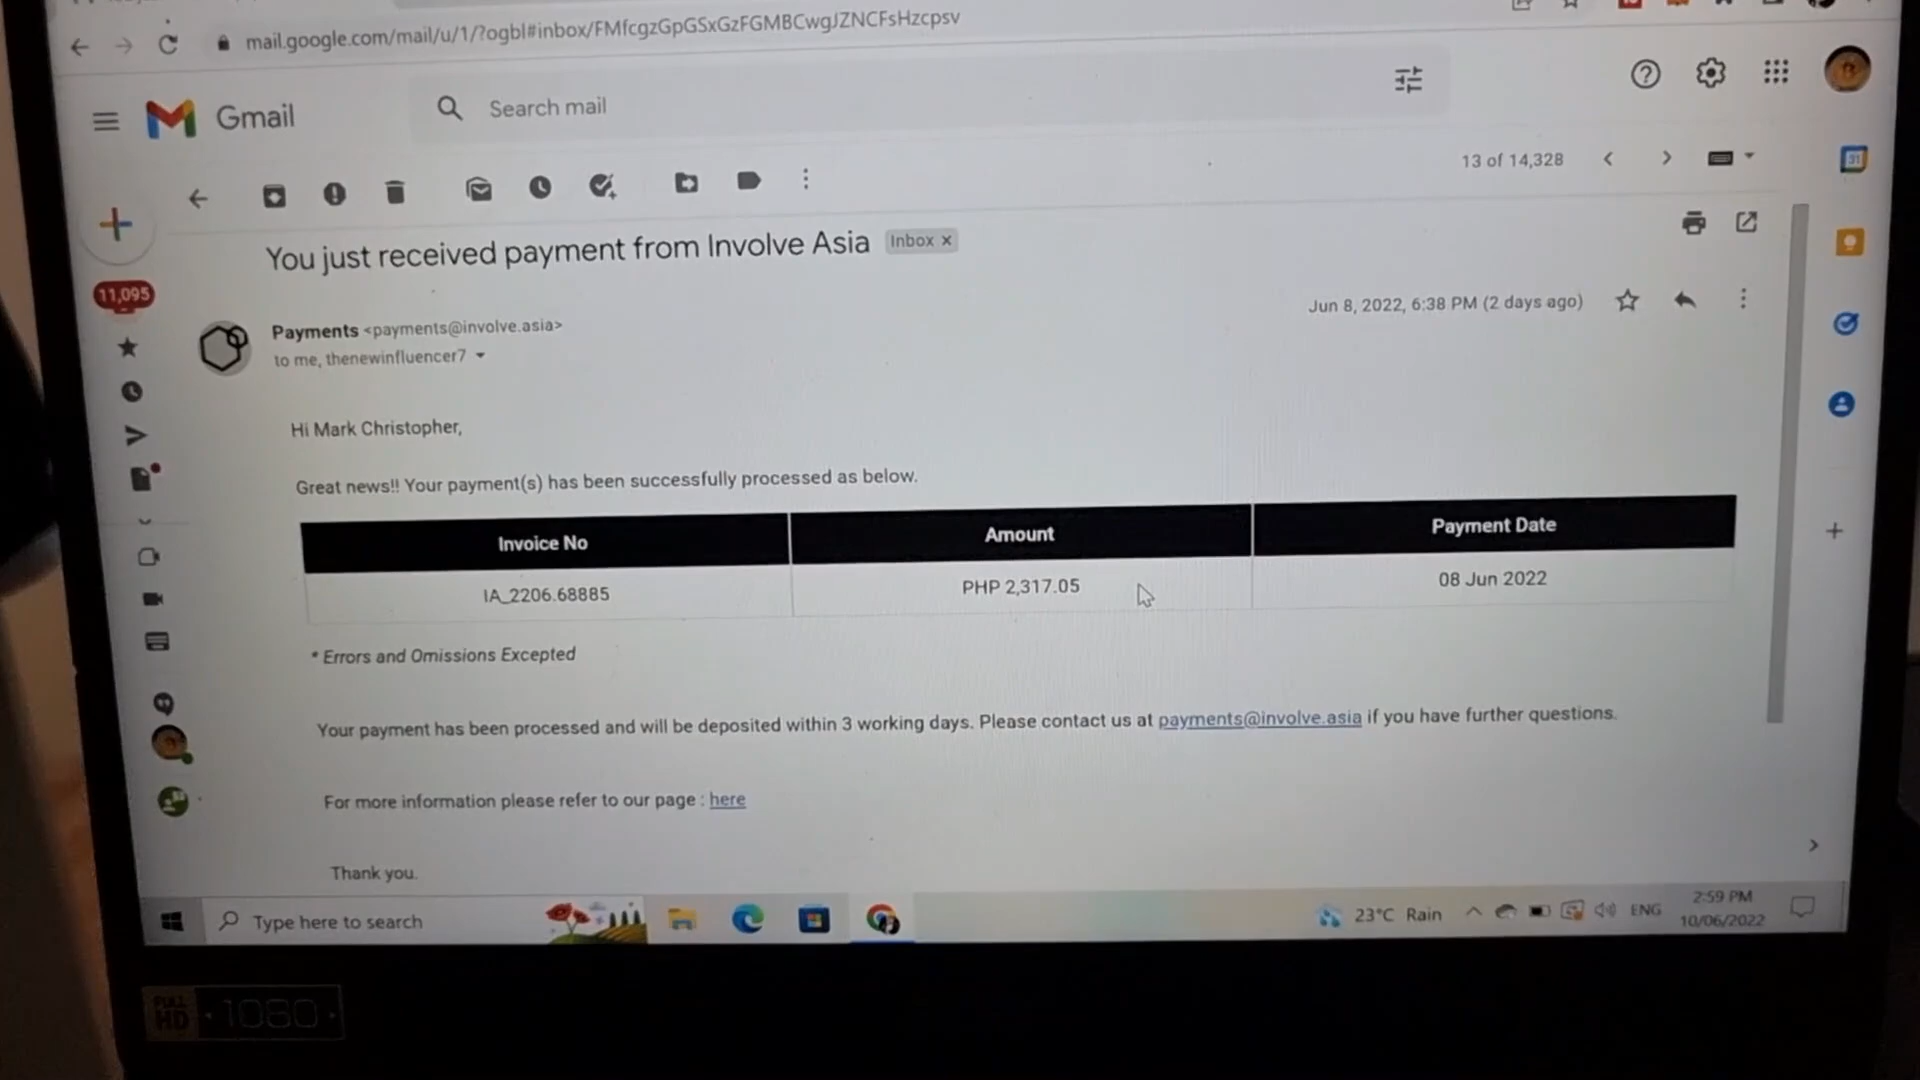 mail.google.com/mail/u/1/?ogbl#inbox/FMfcgzGpGSxGzFGMBCwgJZNCFsHzcpsv
Gmail
Search mail
13 of 14,328
You just received payment from Involve Asia
Inbox ×
11,095
Payments <payments@involve.asia>
Jun 8, 2022, 6:38 PM (2 days ago)
to me, thenewinfluencer7
Hi Mark Christopher,
Great news!! Your payment(s) has been successfully processed as below.
Invoice No Amount Payment Date
IA_2206.68885 PHP 2,317.05 08 Jun 2022
* Errors and Omissions Excepted
Your payment has been processed and will be deposited within 3 working days. Please contact us at payments@involve.asia if you have further questions.
For more information please refer to our page : here
Thank you.
Type here to search
23°C Rain
ENG
2:59 PM
10/06/2022
FULL HD
1080
31